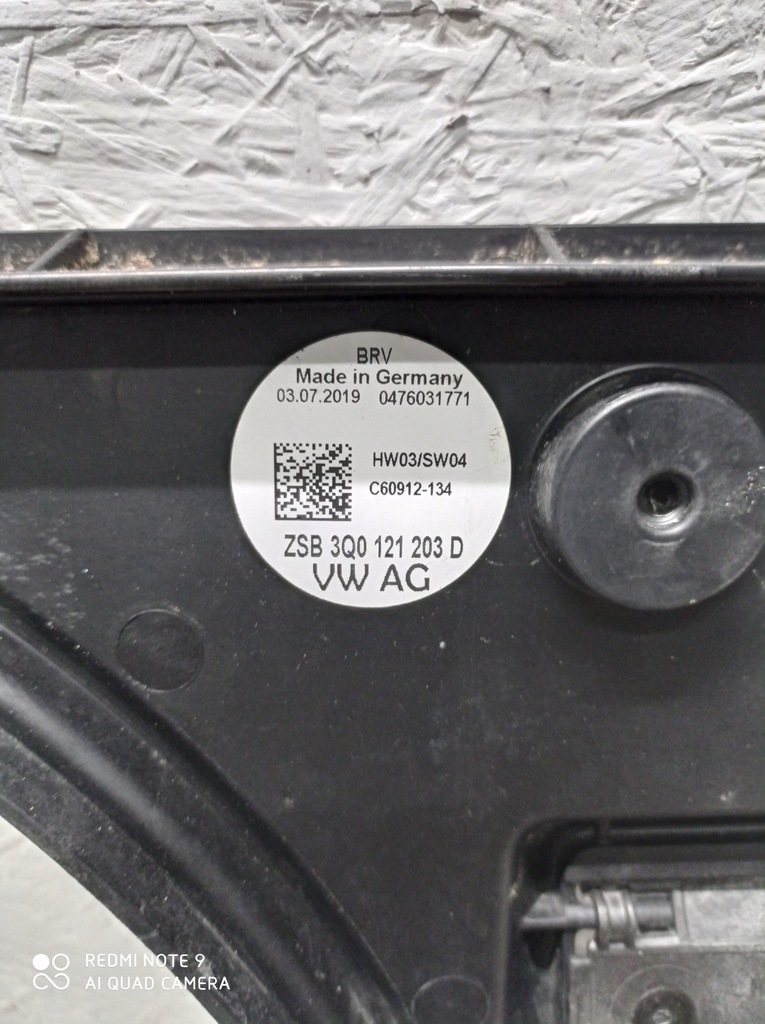 BRV
Made in Germany
03.07.2019 0476031771
HW03/SW04
C60912-134
ZSB 3Q0 121 203 D
VW AG
REDMI NOTE 9
AI QUAD CAMERA